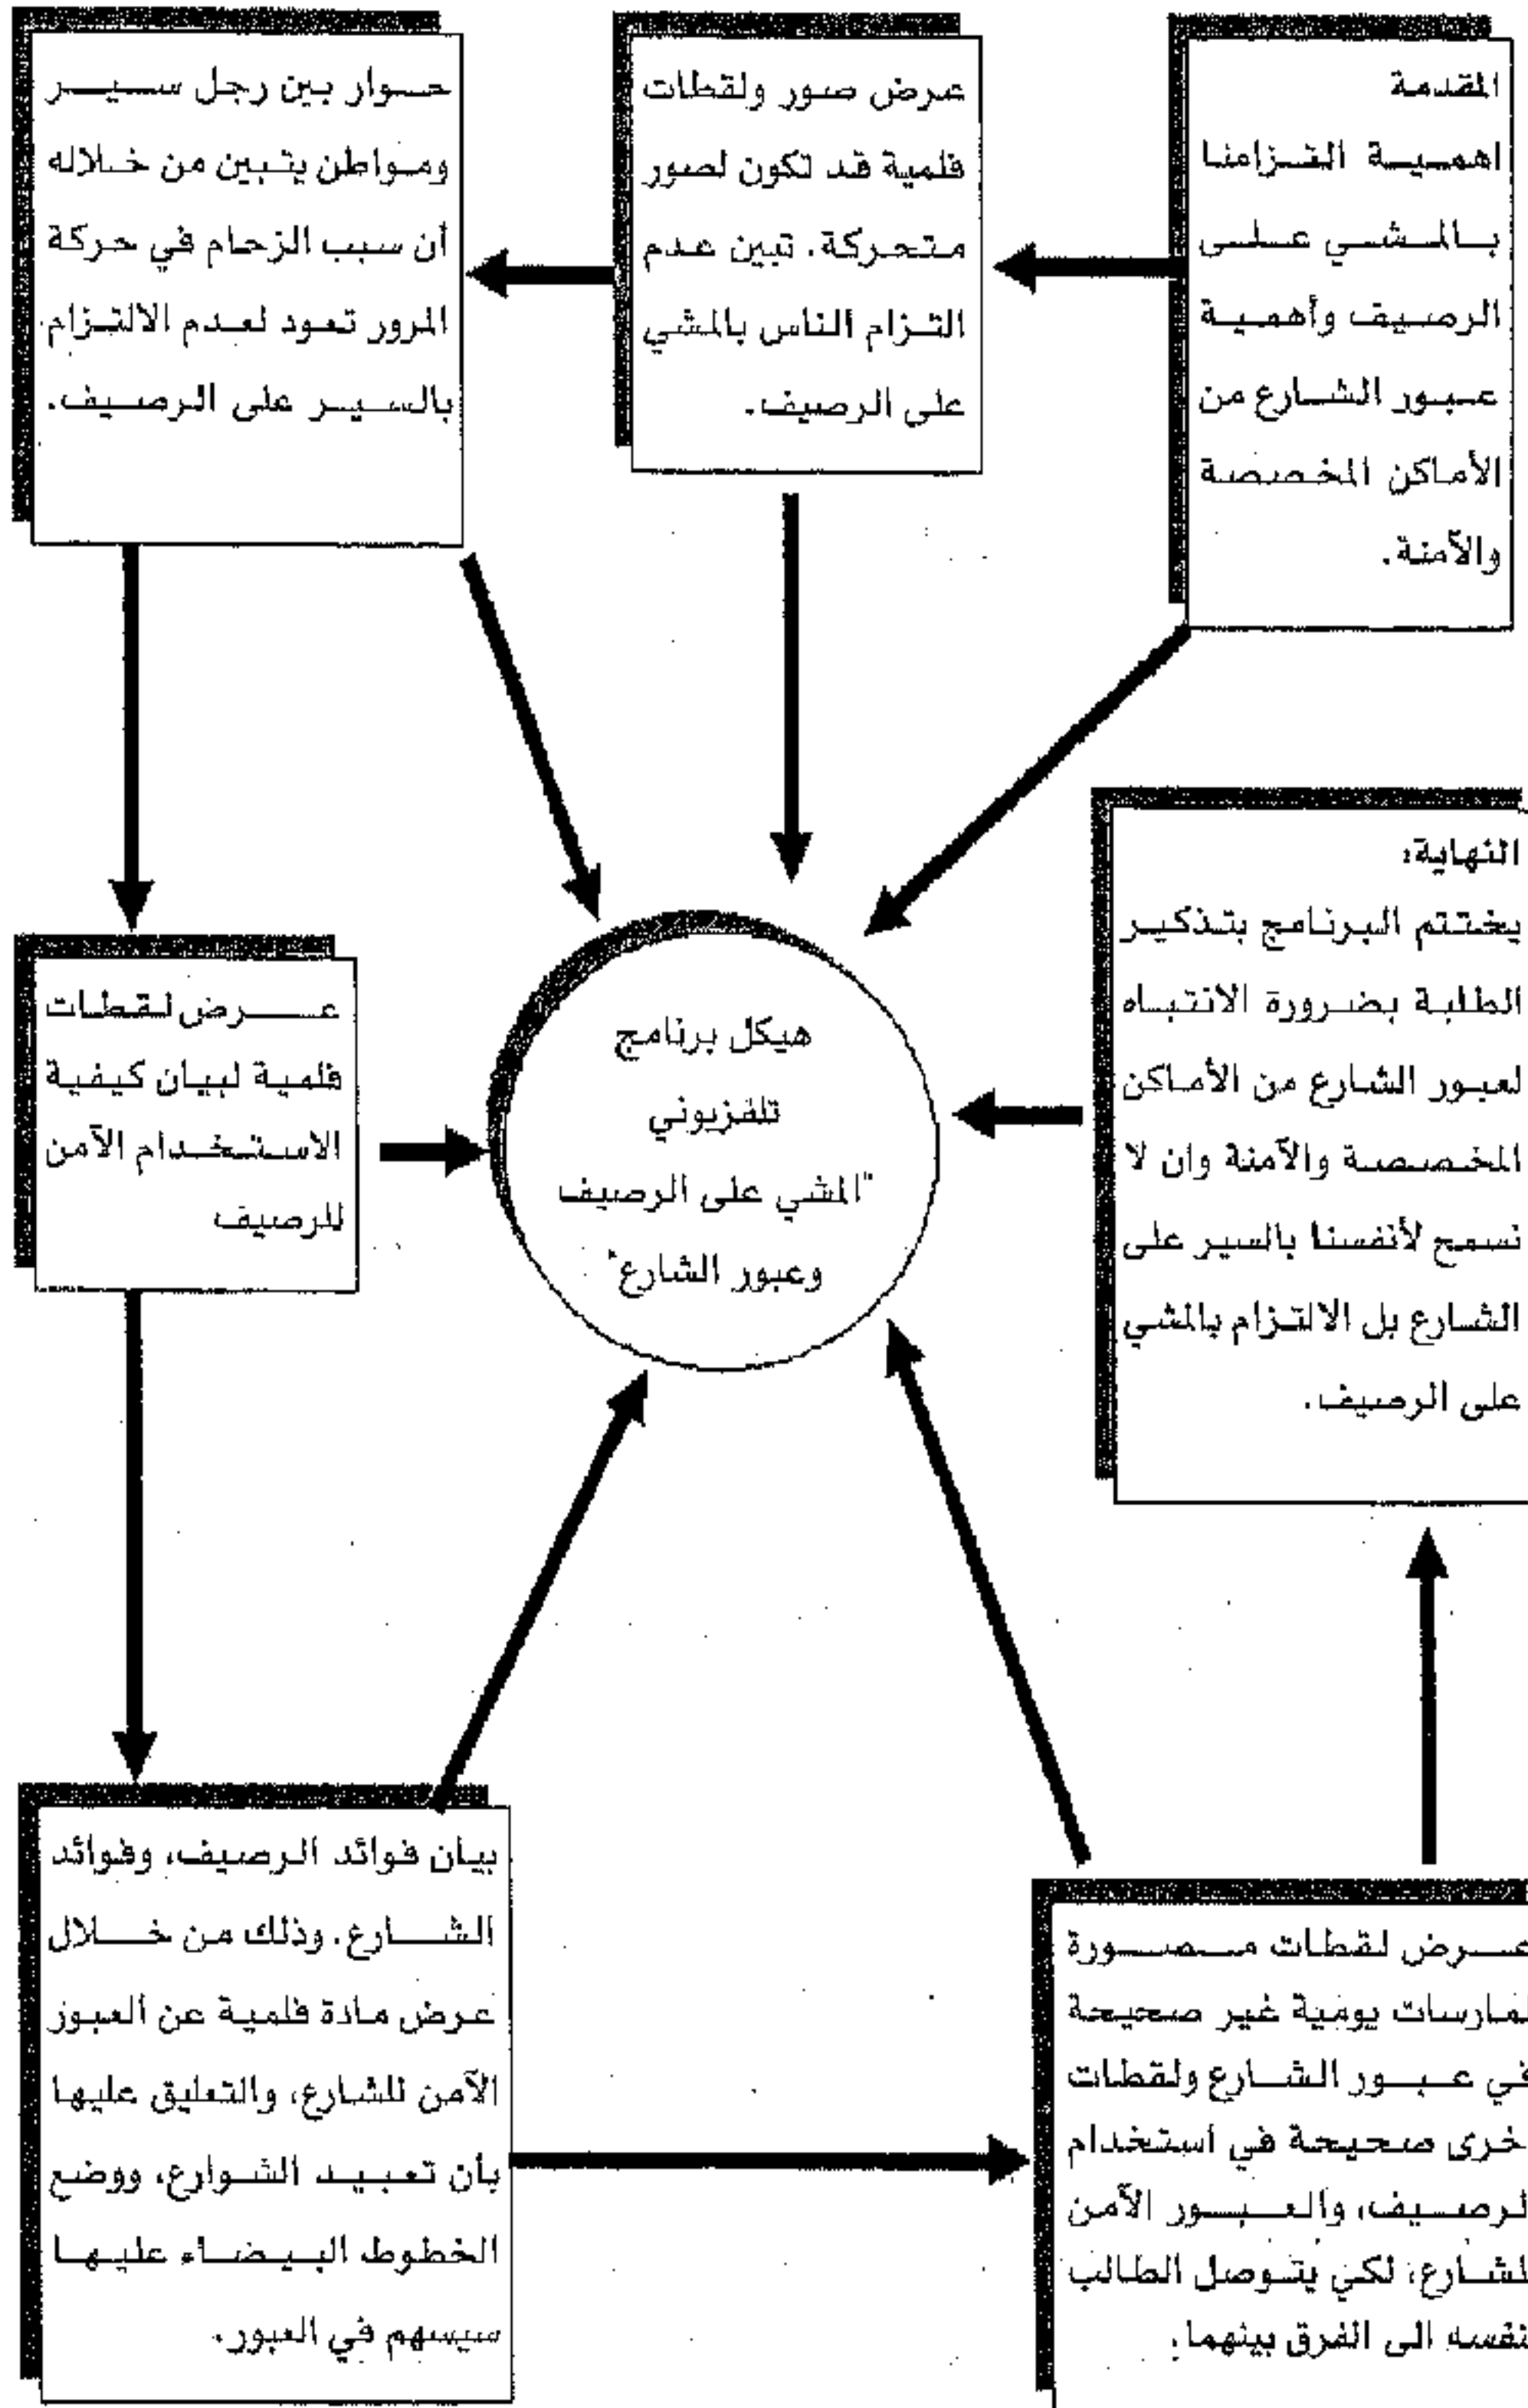 المقدمة
اهمية التزامنا
بالمشي على
الرصيف وأهمية
عبور الشارع من
الأماكن المخصصة
والآمنة.
عرض صور ولقطات
فلمية قد تكون لصور
متحركة، تبين عدم
التزام الناس بالمشي
على الرصيف.
حوار بين رجل سير
ومواطن يتبين من خلاله
أن سبب الزحام في حركة
المرور تعود لعدم الالتزام
بالسير على الرصيف.
عرض لقطات
فلمية لبيان كيفية
الاستخدام الآمن
للرصيف
بيان فوائد الرصيف، وفوائد
الشارع، وذلك من خلال
عرض مادة فلمية عن العبور
الآمن للشارع، والتعليق عليها
بأن تعبيد الشوارع، ووضع
الخطوط البيضاء عليها
سيسهم في العبور.
عرض لقطات مصورة
لممارسات يومية غير صحيحة
في عبور الشارع ولقطات
أخرى صحيحة في استخدام
الرصيف، والعبور الآمن
للشارع، لكي يتوصل الطالب
بنفسه الى الفرق بينهما.
النهاية:
يختتم البرنامج بتذكير
الطلبة بضرورة الانتباه
لعبور الشارع من الأماكن
المخصصة والآمنة وان لا
نسمح لأنفسنا بالسير على
الشارع بل الالتزام بالمشي
على الرصيف.
هيكل برنامج
تلفزيوني
"المشي على الرصيف
وعبور الشارع"